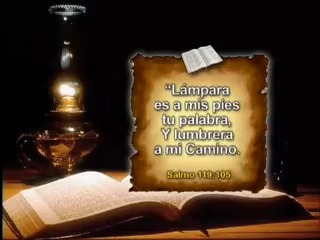 “Lámpara
es a mis pies
tu palabra,
Y lumbrera
a mi Camino.
Salmo 119:105